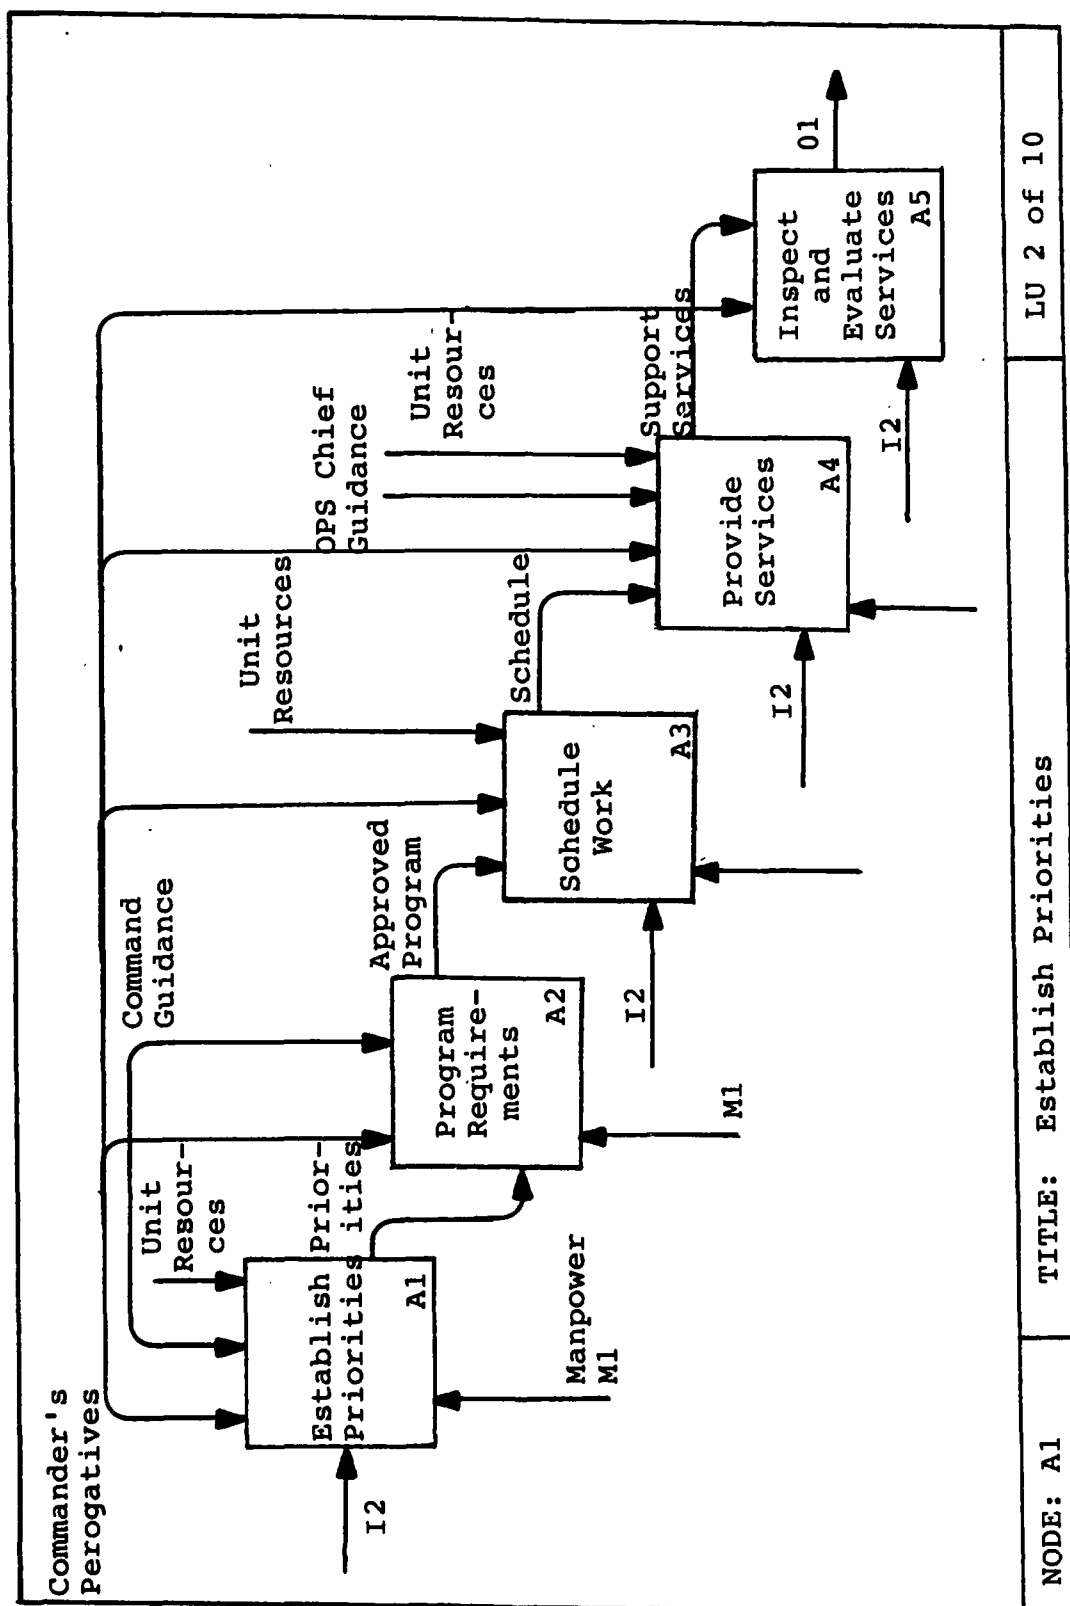 Commander's
Perogatives
Command
Guidance
Unit
Resour-
ces
Unit
Resources
OPS Chief
Guidance
Unit
Resour-
ces
I2
Establish
Priorities
A1
Prior-
ities
Manpower
M1
Program
Require-
ments
A2
M1
Approved
Program
I2
Schedule
Work
A3
Schedule
I2
Provide
Services
A4
Support
Services
I2
Inspect
and
Evaluate
Services
A5
O1
NODE: A1
TITLE: Establish Priorities
LU 2 of 10